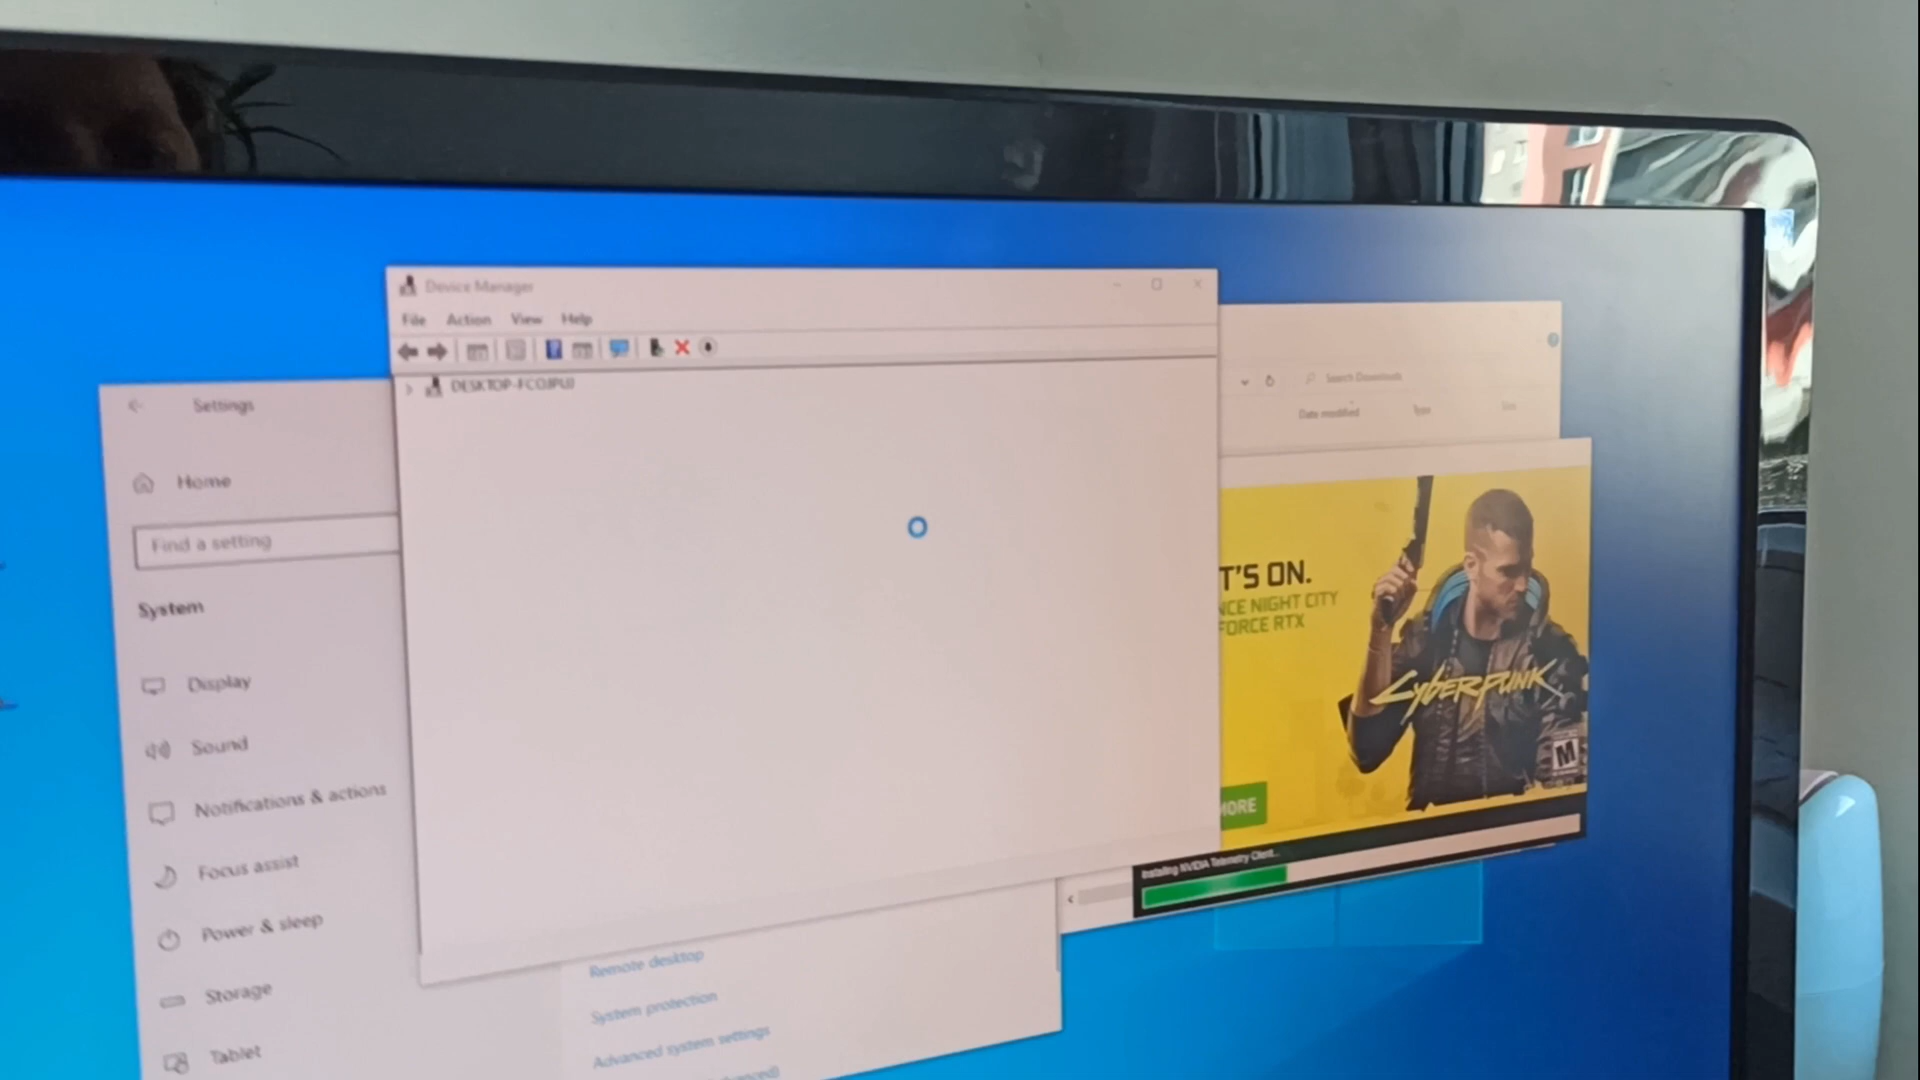 Device Manager
File Action View Help
Settings
Home
Find a setting
System
Display
Sound
Notifications & actions
Focus assist
Power & sleep
Storage
Tablet
Remote desktop
System protection
Advanced system settings
Search Downloads
Date modified Type Size
T'S ON.
NCE NIGHT CITY
FORCE RTX
CYBERPUNK
M
MORE
Installing NVIDIA Telemetry Client...